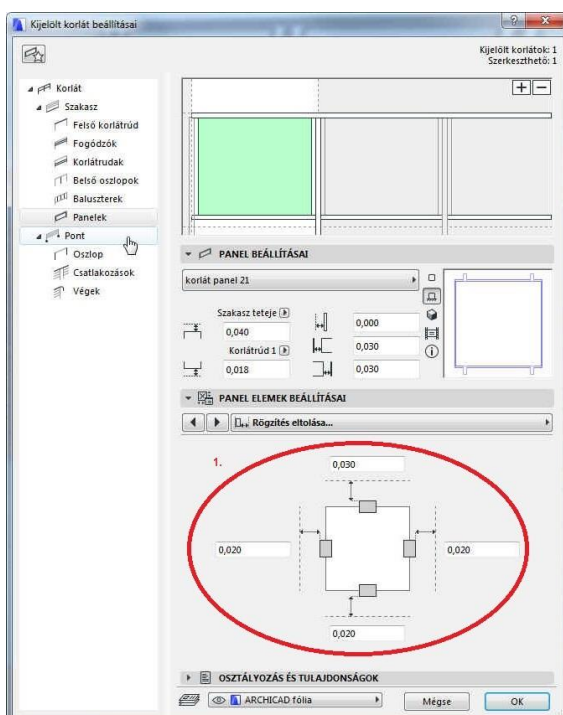 Kijelölt korlát beállításai
Kijelölt korlátok: 1
Szerkeszthető: 1
Korlát
Szakasz
Felső korlátrúd
Fogódzók
Korlátrudak
Belső oszlopok
Baluszterek
Panelek
Pont
Oszlop
Csatlakozások
Végek
PANEL BEÁLLÍTÁSAI
korlát panel 21
Szakasz teteje
0,040
0,000
Korlátrúd 1
0,030
0,018
0,030
PANEL ELEMEK BEÁLLÍTÁSAI
Rögzítés eltolása...
1.
0,030
0,020
0,020
0,020
OSZTÁLYOZÁS ÉS TULAJDONSÁGOK
ARCHICAD fólia
Mégse
OK